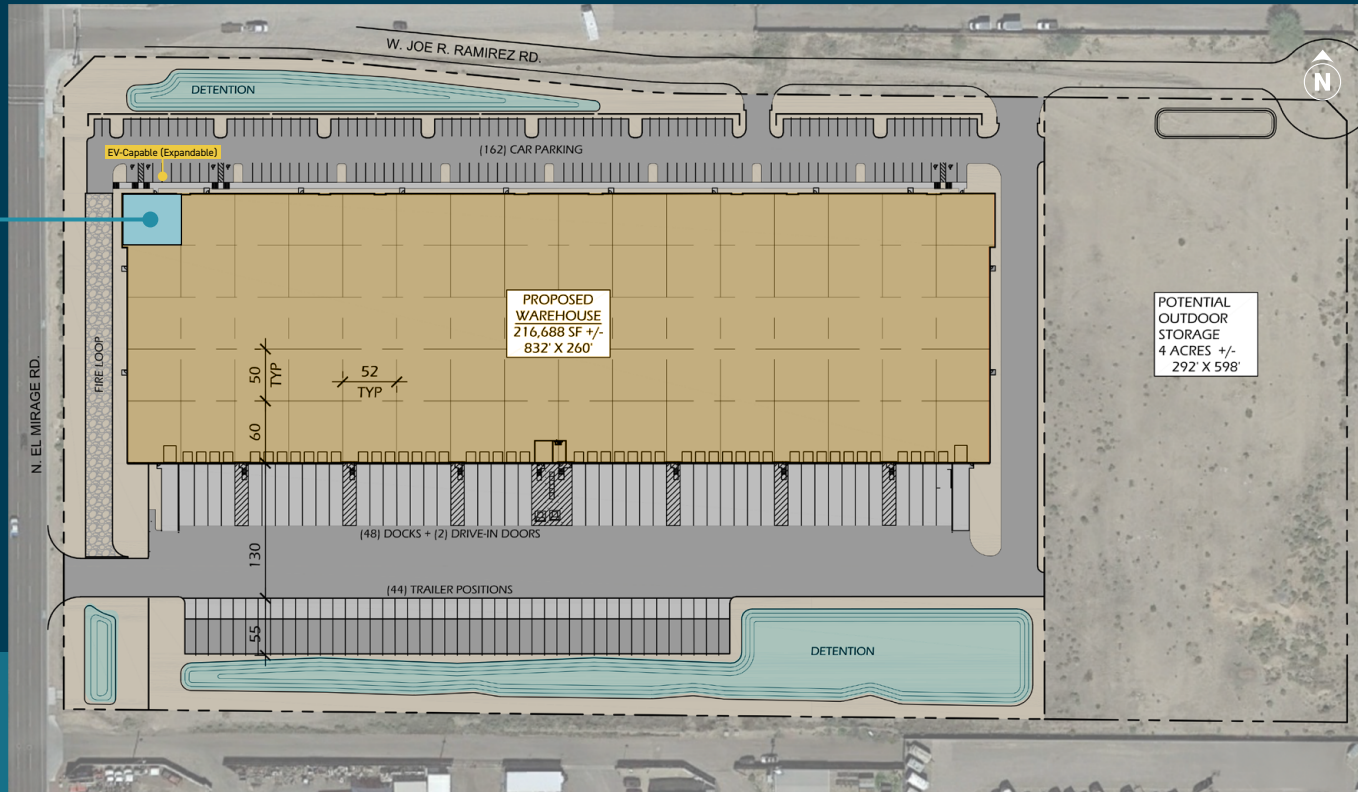 W. JOE R. RAMIREZ RD.
N
DETENTION
(162) CAR PARKING
EV-Capable (Expandable)
PROPOSED
WAREHOUSE
216,688 SF +/-
832' X 260'
POTENTIAL
OUTDOOR
STORAGE
4 ACRES +/-
292' X 598'
N. EL MIRAGE RD.
FIRE LOOP
50
TYP
52
TYP
60
(48) DOCKS + (2) DRIVE-IN DOORS
130
(44) TRAILER POSITIONS
55
DETENTION